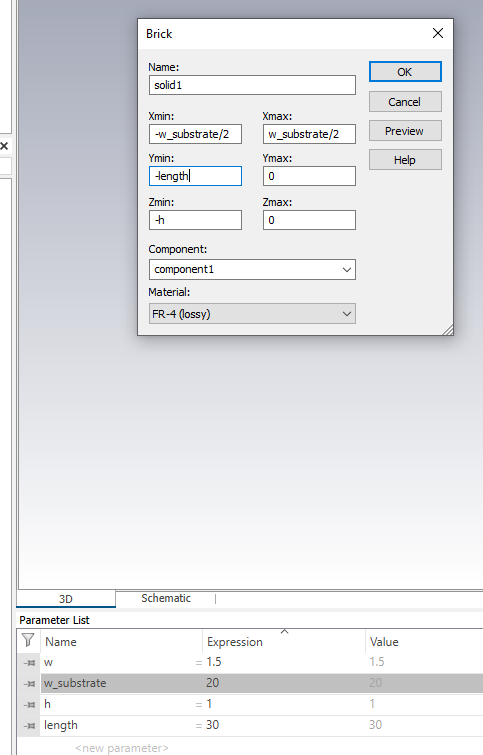 Brick
Name:
solid1
OK
Cancel
Xmin:
Xmax:
-w_substrate/2
w_substrate/2
Preview
Ymin:
Ymax:
Help
-length
0
Zmin:
Zmax:
-h
0
Component:
component1
Material:
FR-4 (lossy)
3D
Schematic
Parameter List
Name Expression Value
w = 1.5 1.5
w_substrate = 20 20
h = 1 1
length = 30 30
<new parameter>